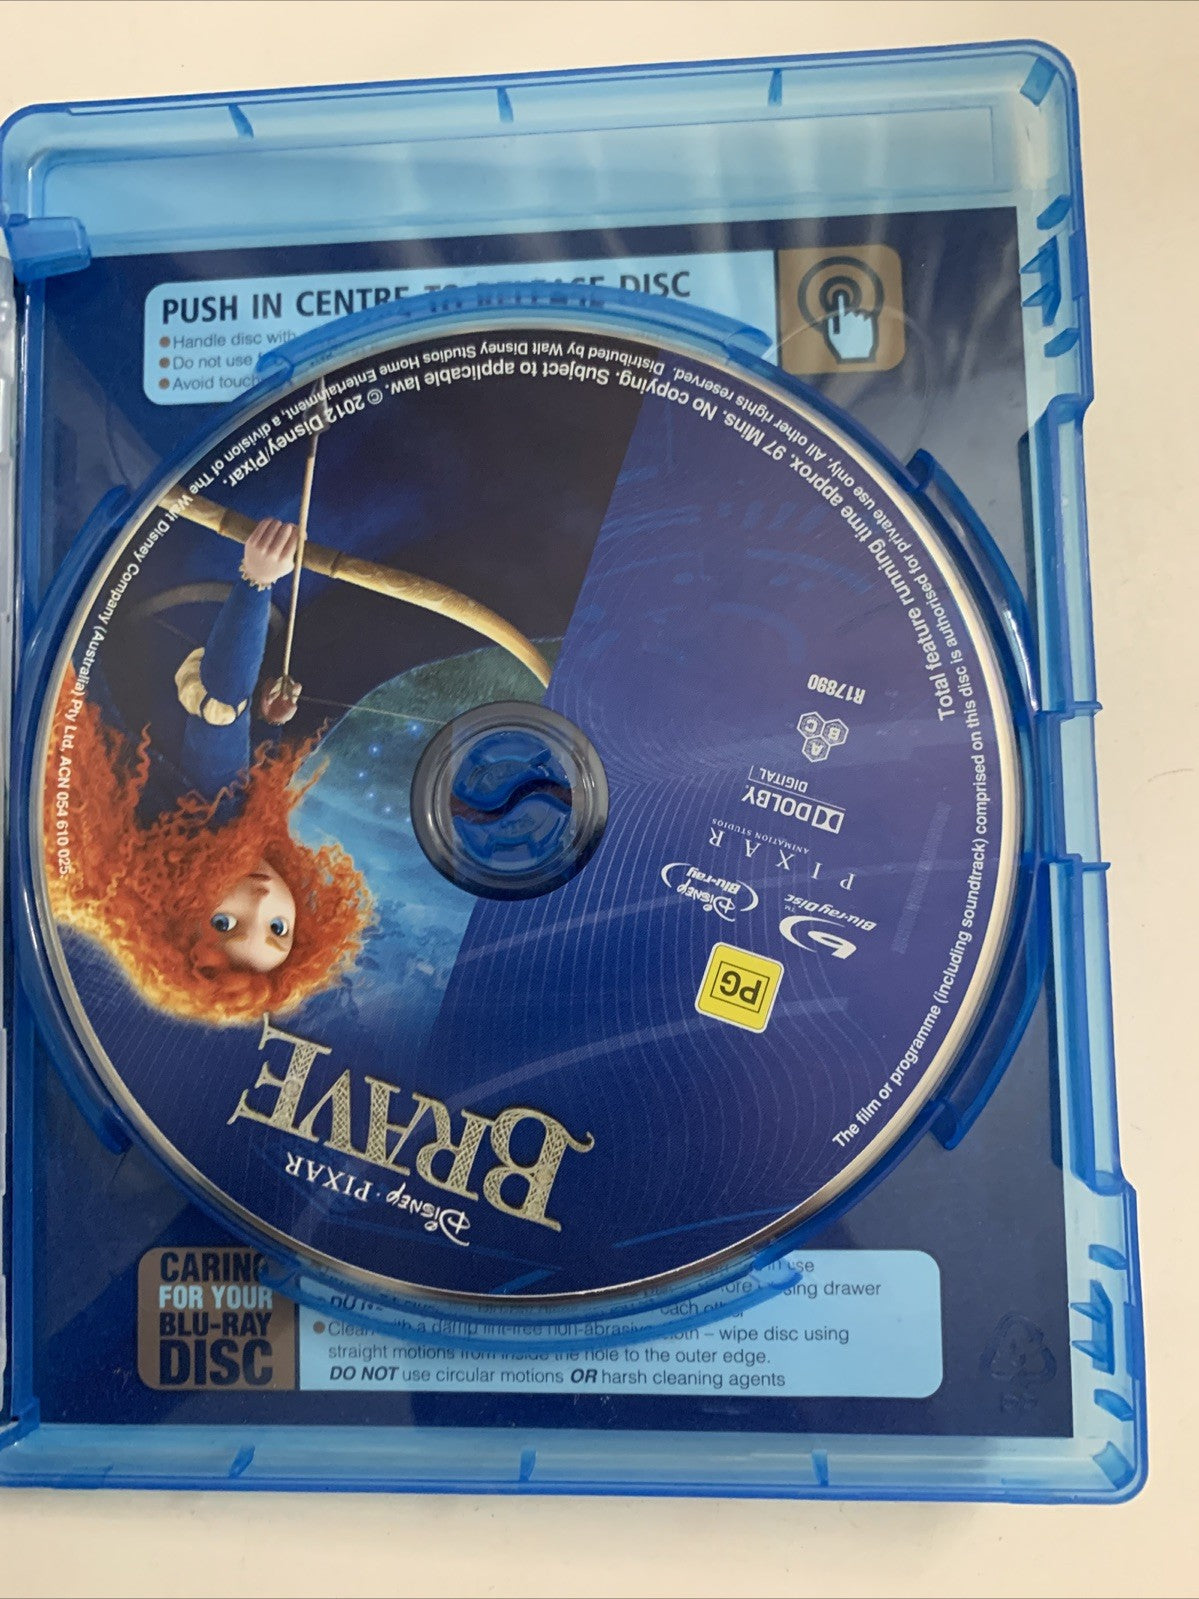 PUSH IN CENTRE TO RELEASE DISC
Handle disc with
Do not use
Avoid touch
DISNEY · PIXAR
BRAVE
PG
Blu-ray Disc
DISNEY
Blu-ray
PIXAR
ANIMATION STUDIOS
DOLBY
DIGITAL
A
B
C
R17890
Total feature running time approx. 97 Mins. No copying. Subject to applicable law. © 2012 Disney/Pixar.
The film or programme (including soundtrack) comprised on this disc is authorised for private use only. All other rights reserved. Distributed by Walt Disney Studios Home Entertainment, a division of The Walt Disney Company (Australia) Pty Ltd, ACN 054 610 025.
CARING
FOR YOUR
BLU-RAY
DISC
in use
drawer
each other
Clean with a damp lint-free non-abrasive cloth – wipe disc using
straight motions from inside the hole to the outer edge.
DO NOT use circular motions OR harsh cleaning agents